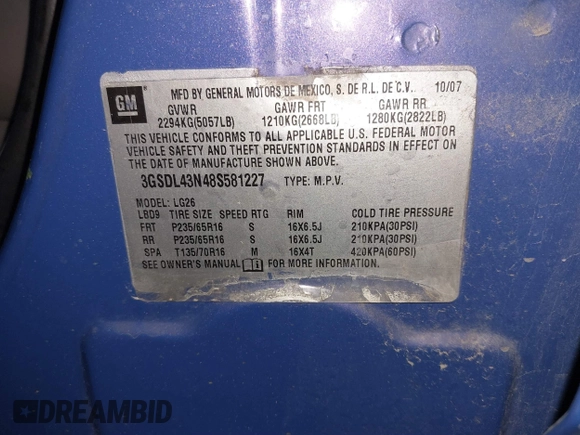 GM
MFD BY GENERAL MOTORS DE MEXICO, S. DE R.L. DE C.V. 10/07
GVWR GAWR FRT GAWR RR
2294KG(5057LB) 1210KG(2668LB) 1280KG(2822LB)
THIS VEHICLE CONFORMS TO ALL APPLICABLE U.S. FEDERAL MOTOR
VEHICLE SAFETY AND THEFT PREVENTION STANDARDS IN EFFECT ON
THE DATE OF MANUFACTURE SHOWN ABOVE.
3GSDL43N48S581227 TYPE: M.P.V.
MODEL: LG26
LBD9 TIRE SIZE SPEED RTG RIM COLD TIRE PRESSURE
FRT P235/65R16 S 16X6.5J 210KPA(30PSI)
RR P235/65R16 S 16X6.5J 210KPA(30PSI)
SPA T135/70R16 M 16X4T 420KPA(60PSI)
SEE OWNER'S MANUAL FOR MORE INFORMATION
DREAMBID